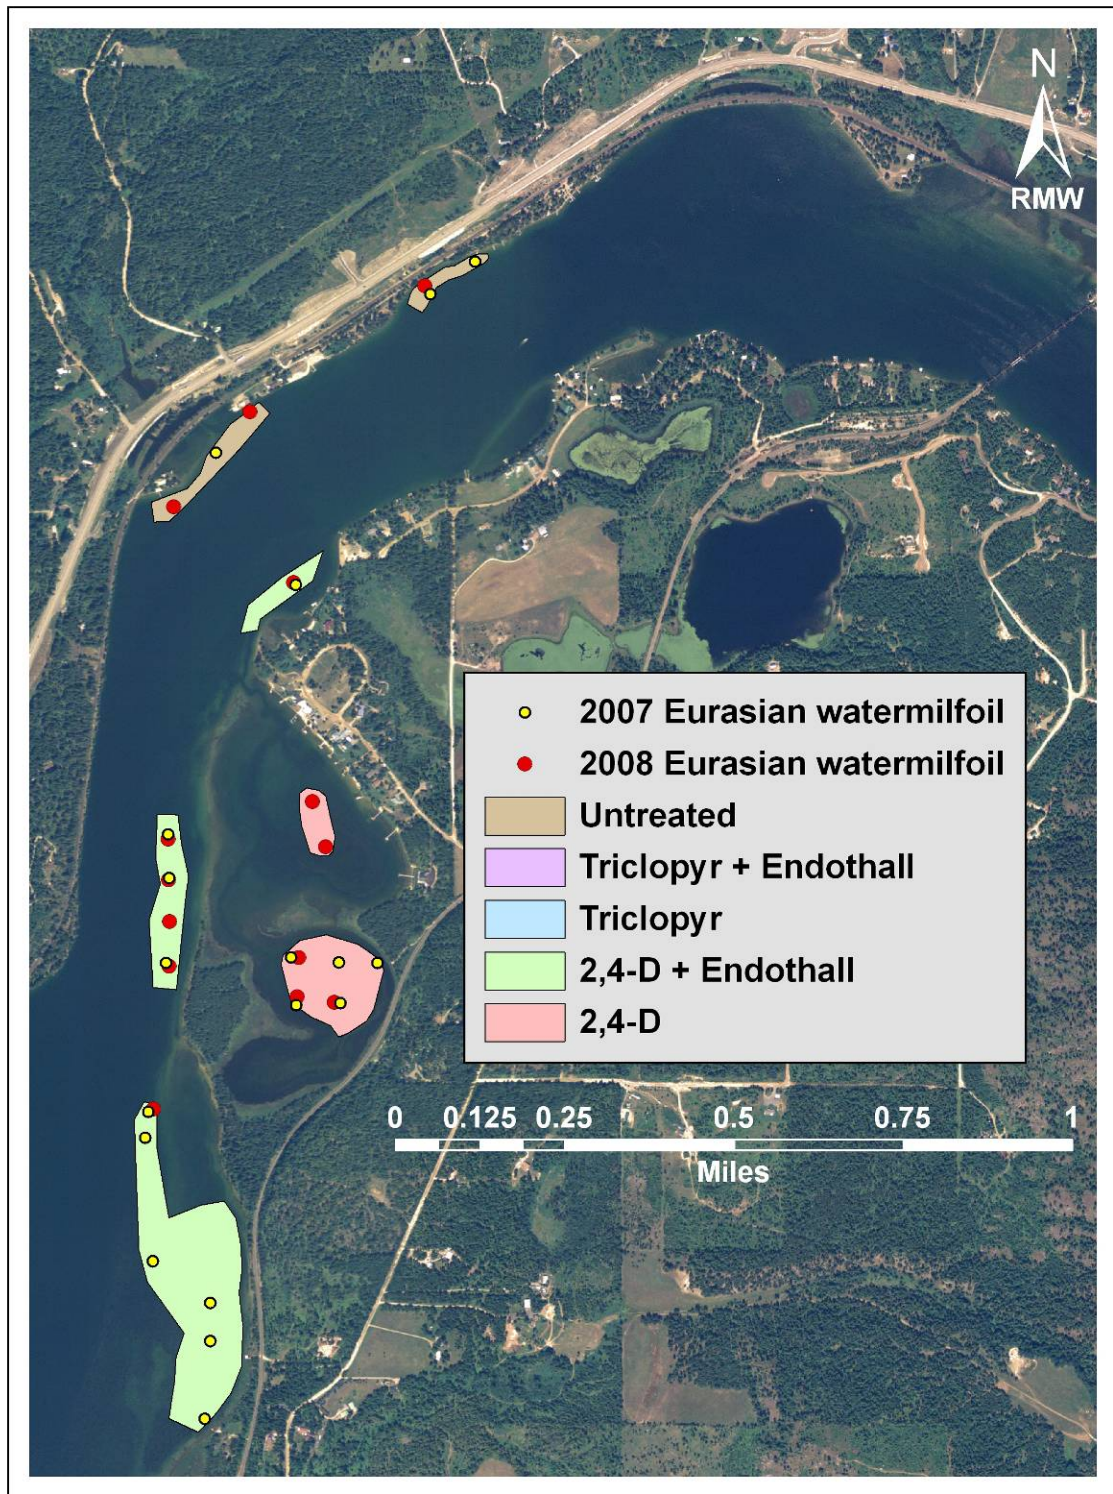 N
RMW
2007 Eurasian watermilfoil
2008 Eurasian watermilfoil
Untreated
Triclopyr + Endothall
Triclopyr
2,4-D + Endothall
2,4-D
0 0.125 0.25 0.5 0.75 1
Miles